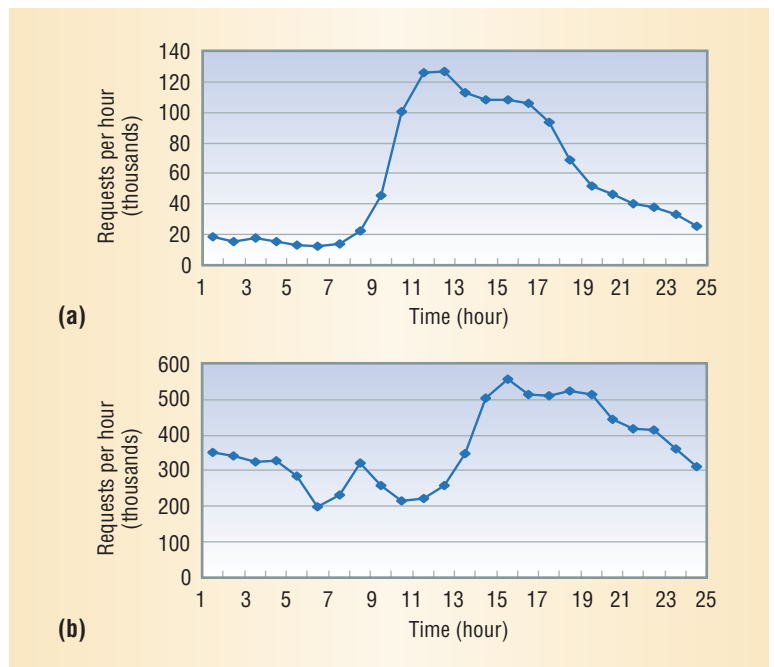 Requests per hour
(thousands)
140
120
100
80
60
40
20
0
1 3 5 7 9 11 13 15 17 19 21 23 25
(a)
Time (hour)
Requests per hour
(thousands)
600
500
400
300
200
100
0
1 3 5 7 9 11 13 15 17 19 21 23 25
(b)
Time (hour)